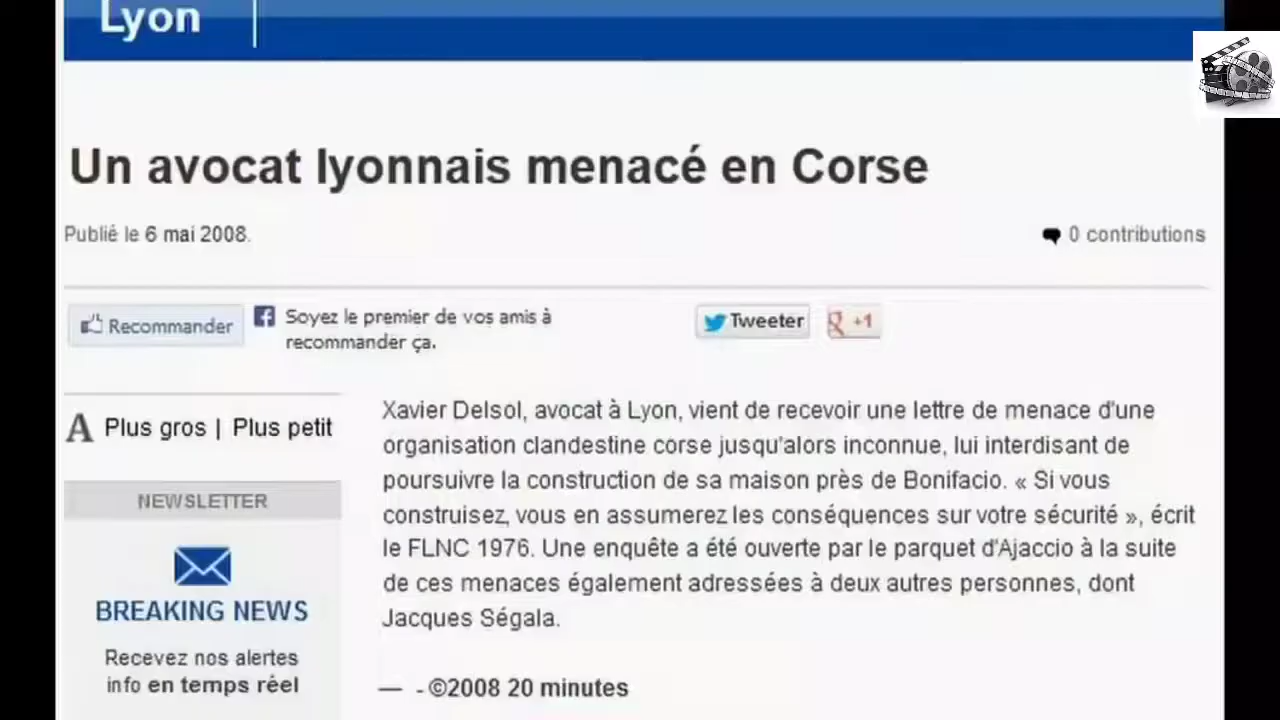 Lyon
Un avocat lyonnais menacé en Corse
Publié le 6 mai 2008.
0 contributions
Recommander
Soyez le premier de vos amis à
recommander ça.
Tweeter
+1
A Plus gros | Plus petit
NEWSLETTER
BREAKING NEWS
Recevez nos alertes
info en temps réel
Xavier Delsol, avocat à Lyon, vient de recevoir une lettre de menace d'une
organisation clandestine corse jusqu'alors inconnue, lui interdisant de
poursuivre la construction de sa maison près de Bonifacio. « Si vous
construisez, vous en assumerez les conséquences sur votre sécurité », écrit
le FLNC 1976. Une enquête a été ouverte par le parquet d'Ajaccio à la suite
de ces menaces également adressées à deux autres personnes, dont
Jacques Ségala.
— - ©2008 20 minutes